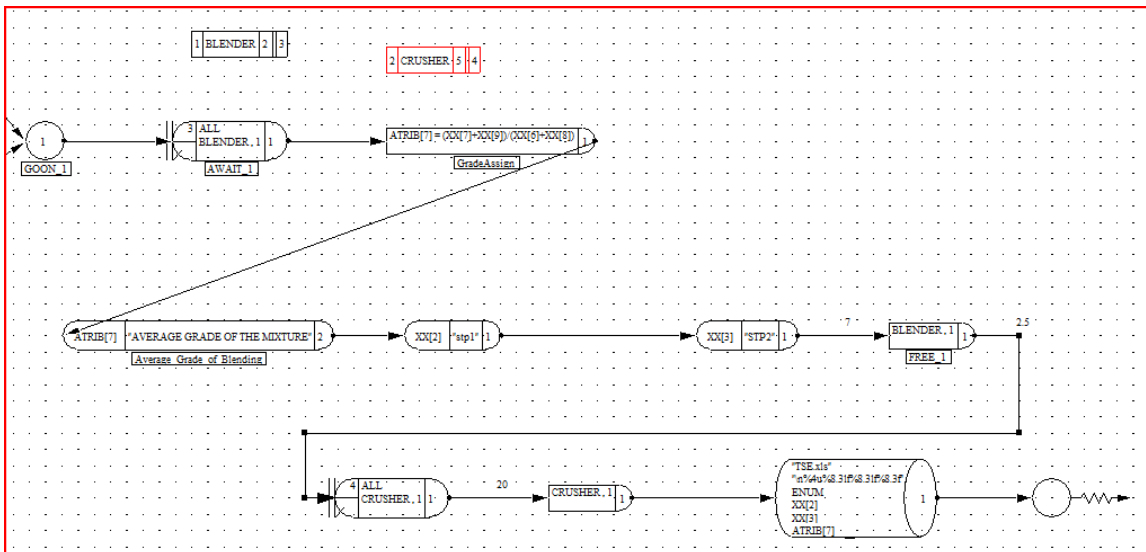 1 BLENDER 2 3
2 CRUSHER 5 4
1
GOON_1
3 ALL
BLENDER, 1 1
AWAIT_1
ATRIB[7] = (XX[7]+XX[9])/(XX[6]+XX[8]) 1
GradeAssign
ATRIB[7] "AVERAGE GRADE OF THE MIXTURE" 2
Average_Grade_of_Blending
XX[2] "stp1" 1
XX[3] "STP2" 1
7
BLENDER, 1 1
FREE_1
2.5
4 ALL
CRUSHER, 1 1
20
CRUSHER, 1 1
"TSE.xls"
"\n%4u%8.3lf%8.3lf%8.3f"
ENUM
XX[2]
XX[3]
ATRIB[7]
1